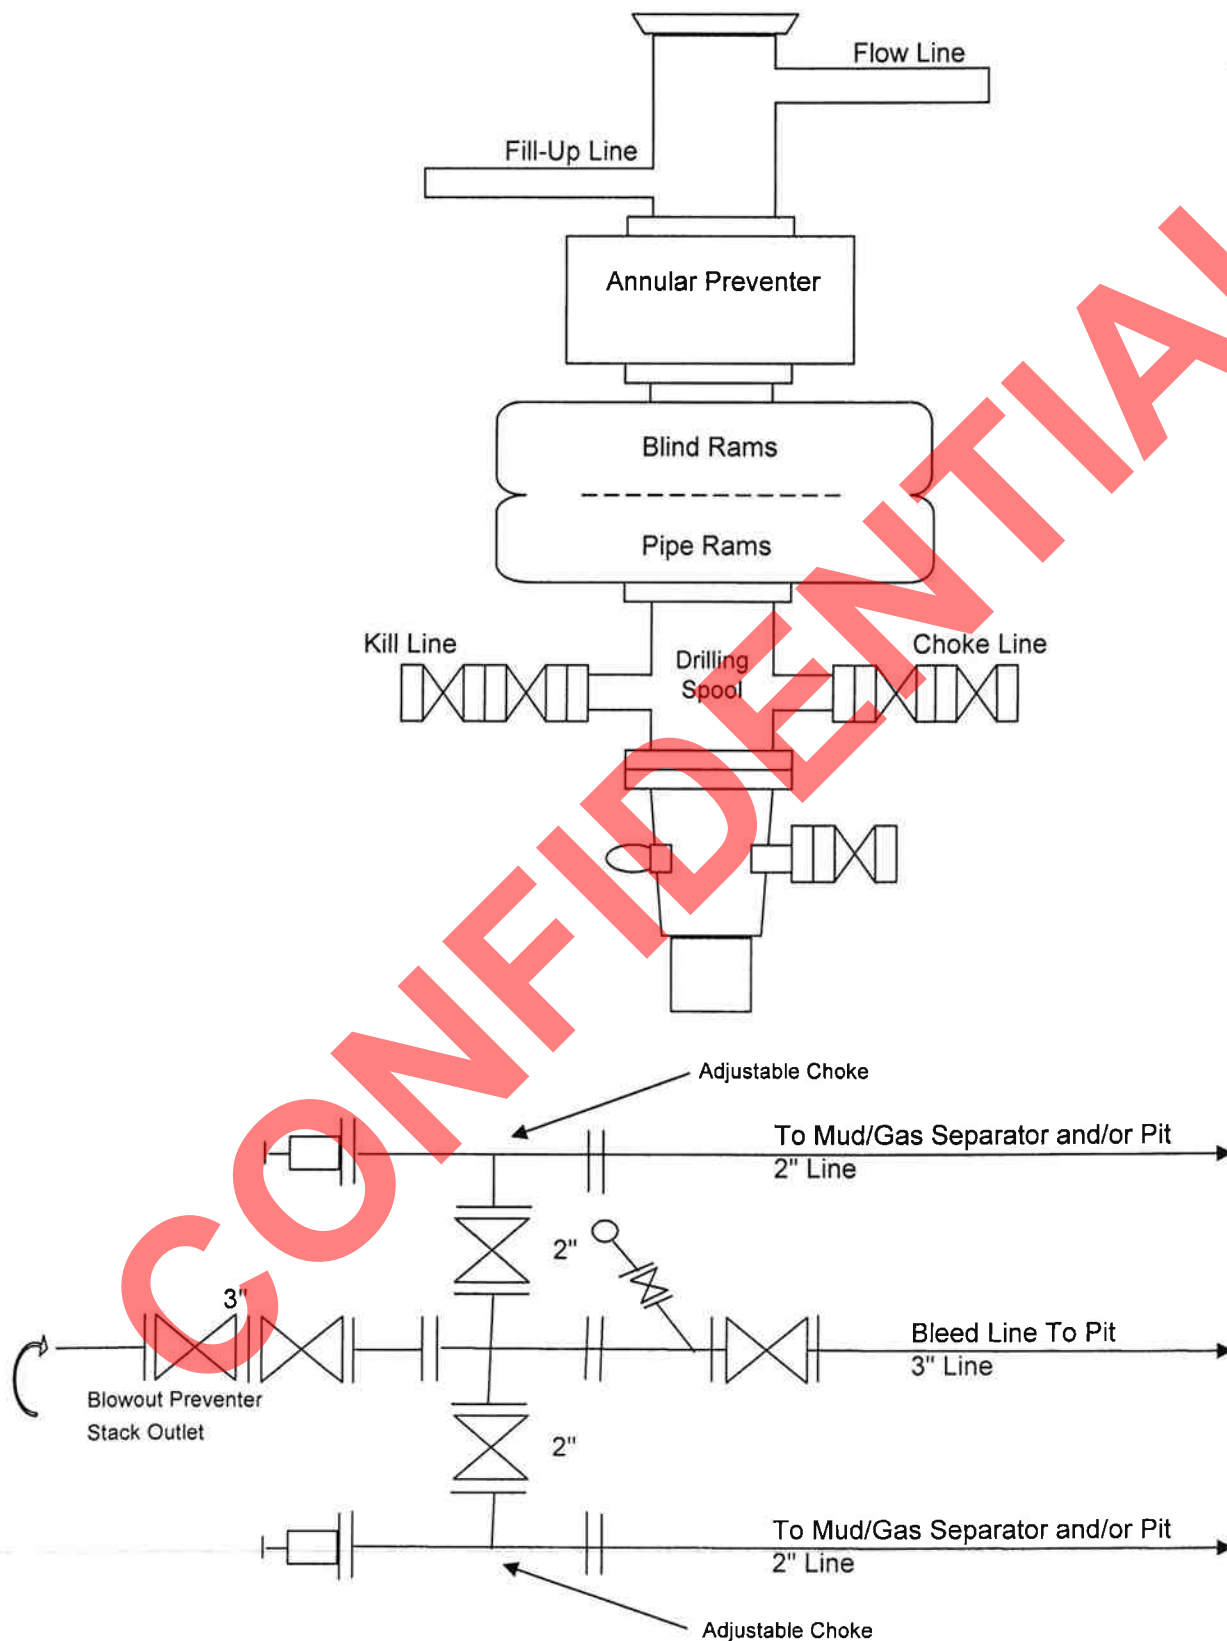 Flow Line
Fill-Up Line
Annular Preventer
Blind Rams
Pipe Rams
Kill Line
Drilling
Spool
Choke Line
CONFIDENTIAL
Adjustable Choke
To Mud/Gas Separator and/or Pit
2" Line
2"
3"
Bleed Line To Pit
3" Line
Blowout Preventer
Stack Outlet
2"
To Mud/Gas Separator and/or Pit
2" Line
Adjustable Choke